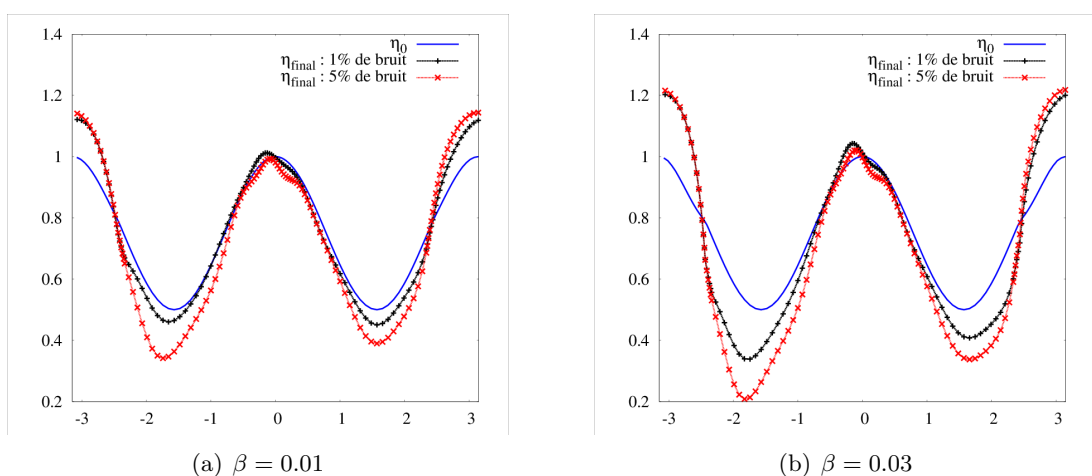 1.4
1.2
1
0.8
0.6
0.4
0.2
-3 -2 -1 0 1 2 3
η0
ηfinal : 1% de bruit
ηfinal : 5% de bruit
(a) β = 0.01
1.4
1.2
1
0.8
0.6
0.4
0.2
-3 -2 -1 0 1 2 3
η0
ηfinal : 1% de bruit
ηfinal : 5% de bruit
(b) β = 0.03